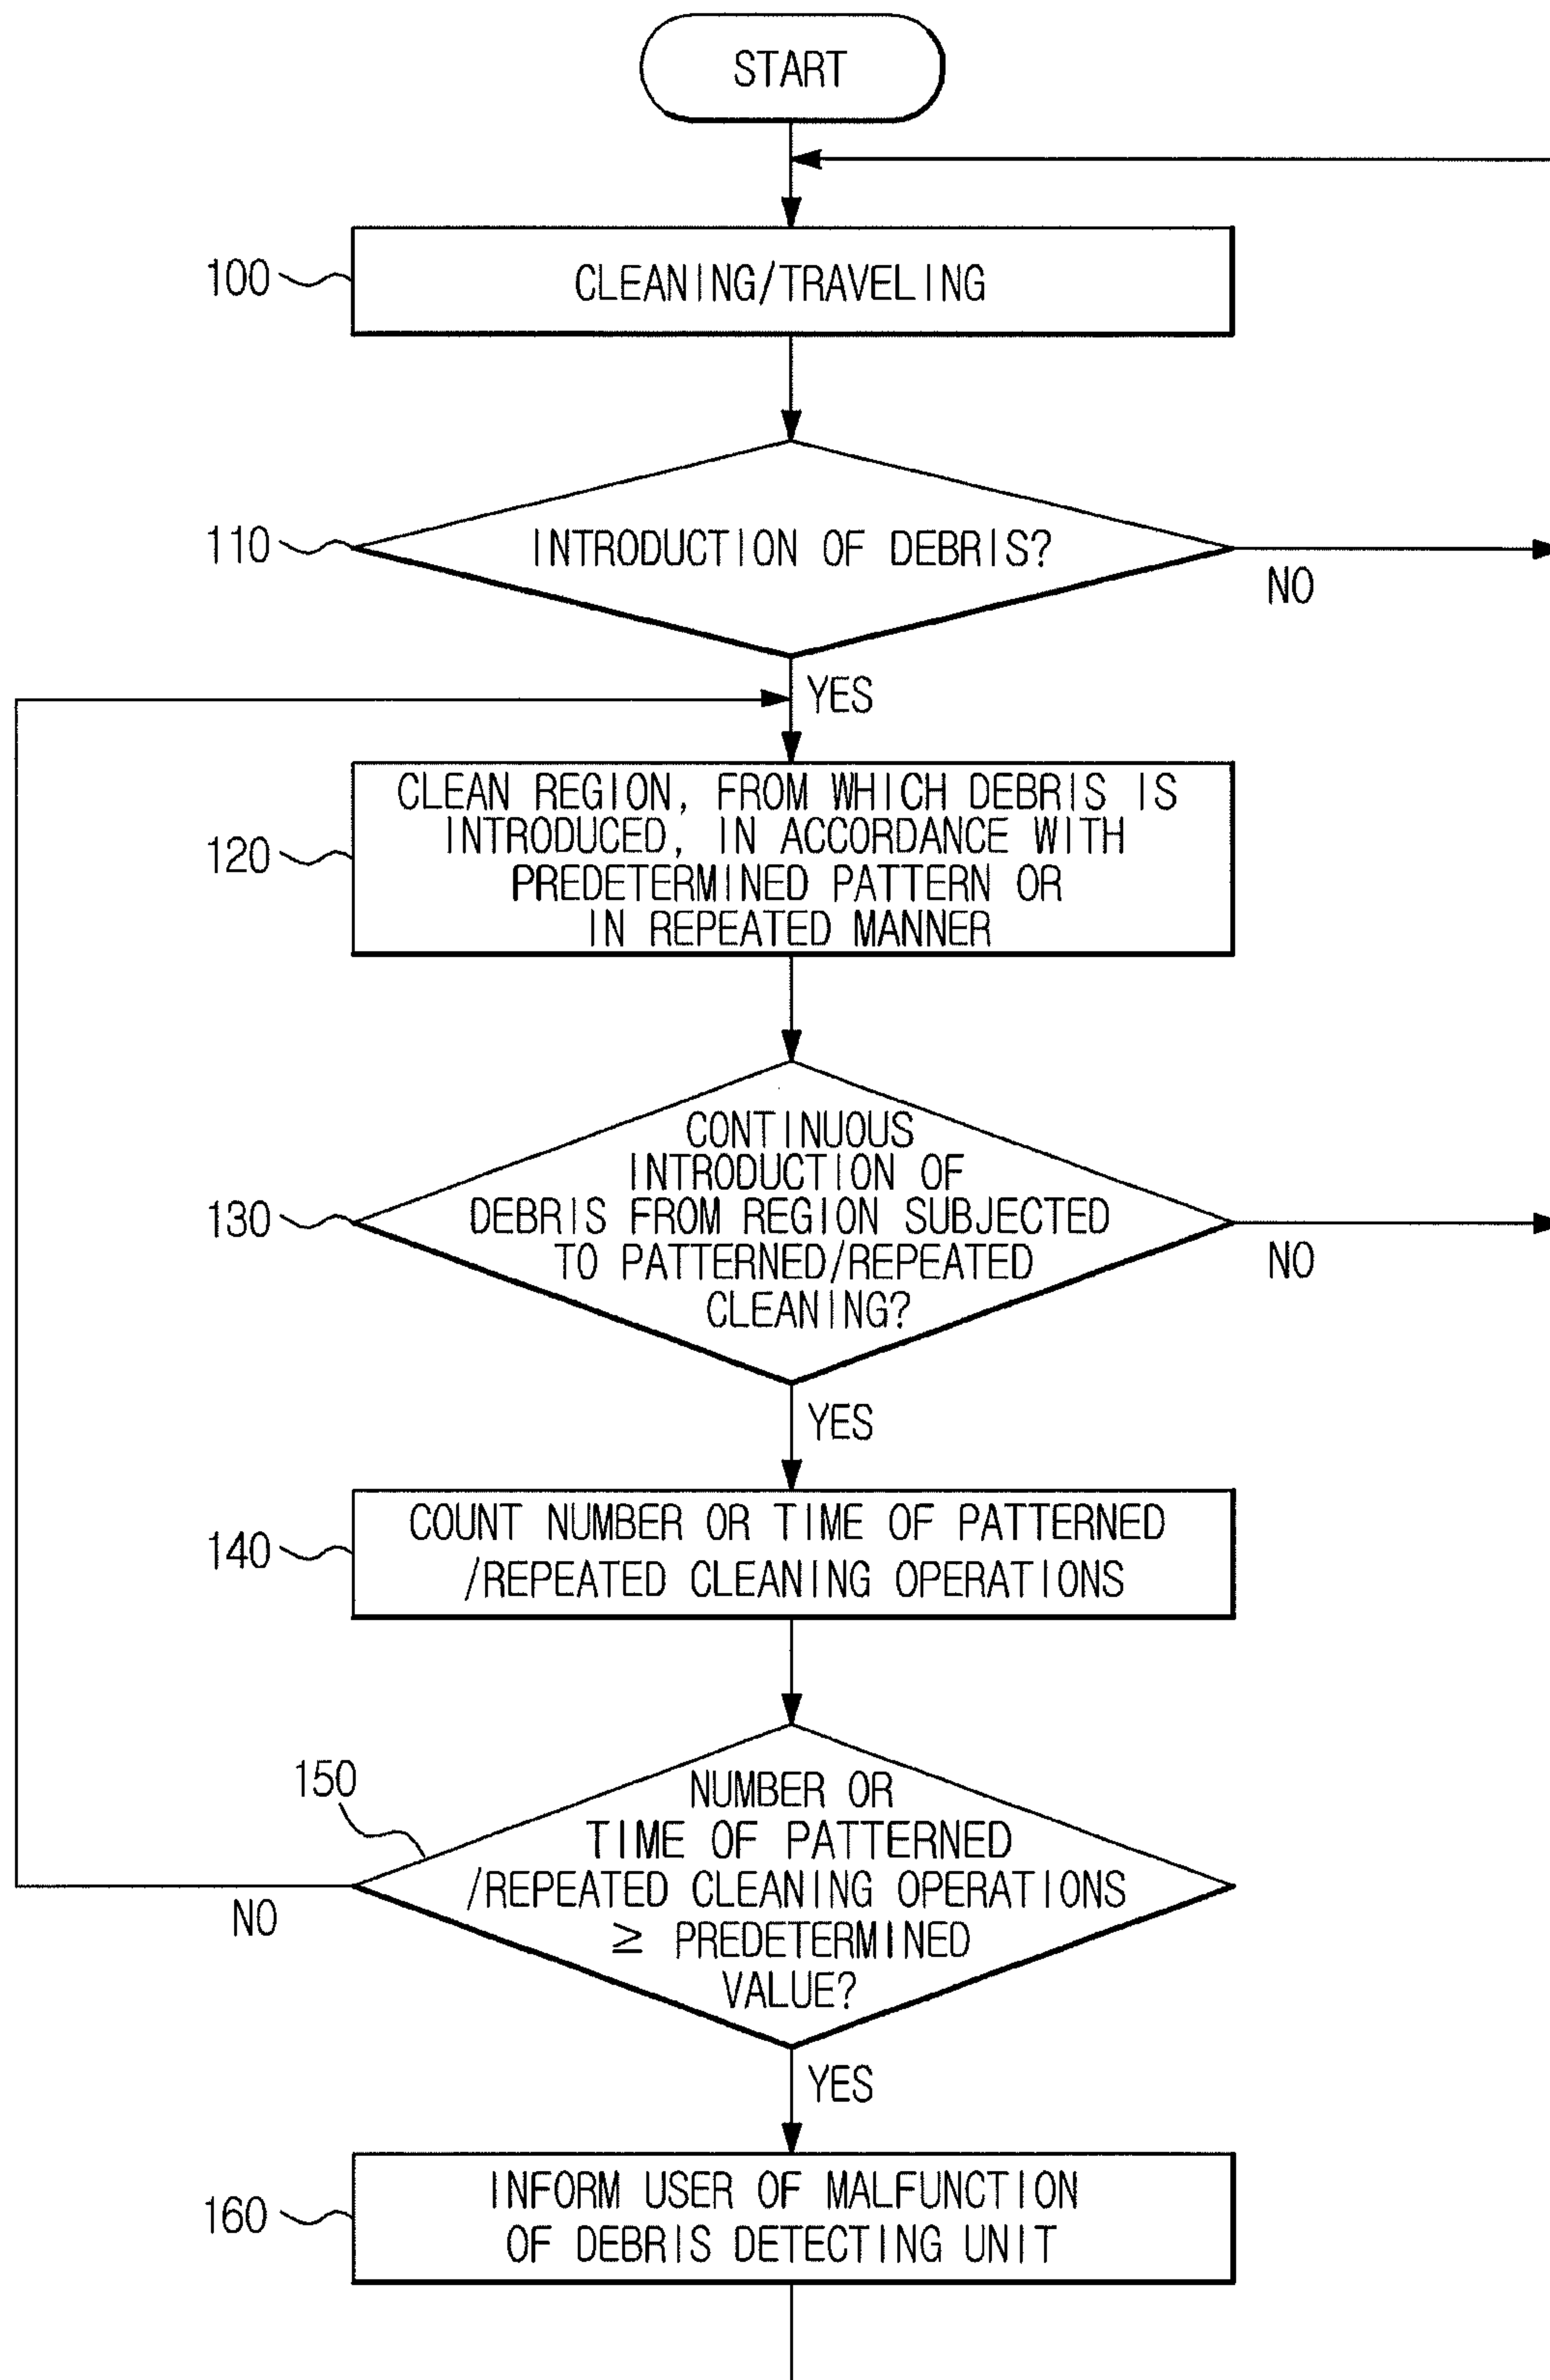 START
100
CLEANING/TRAVELING
110
INTRODUCTION OF DEBRIS?
NO
YES
120
CLEAN REGION, FROM WHICH DEBRIS IS
INTRODUCED, IN ACCORDANCE WITH
PREDETERMINED PATTERN OR
IN REPEATED MANNER
130
CONTINUOUS
INTRODUCTION OF
DEBRIS FROM REGION SUBJECTED
TO PATTERNED/REPEATED
CLEANING?
NO
YES
140
COUNT NUMBER OR TIME OF PATTERNED
/REPEATED CLEANING OPERATIONS
150
NUMBER OR
TIME OF PATTERNED
/REPEATED CLEANING OPERATIONS
≥ PREDETERMINED
VALUE?
NO
YES
160
INFORM USER OF MALFUNCTION
OF DEBRIS DETECTING UNIT